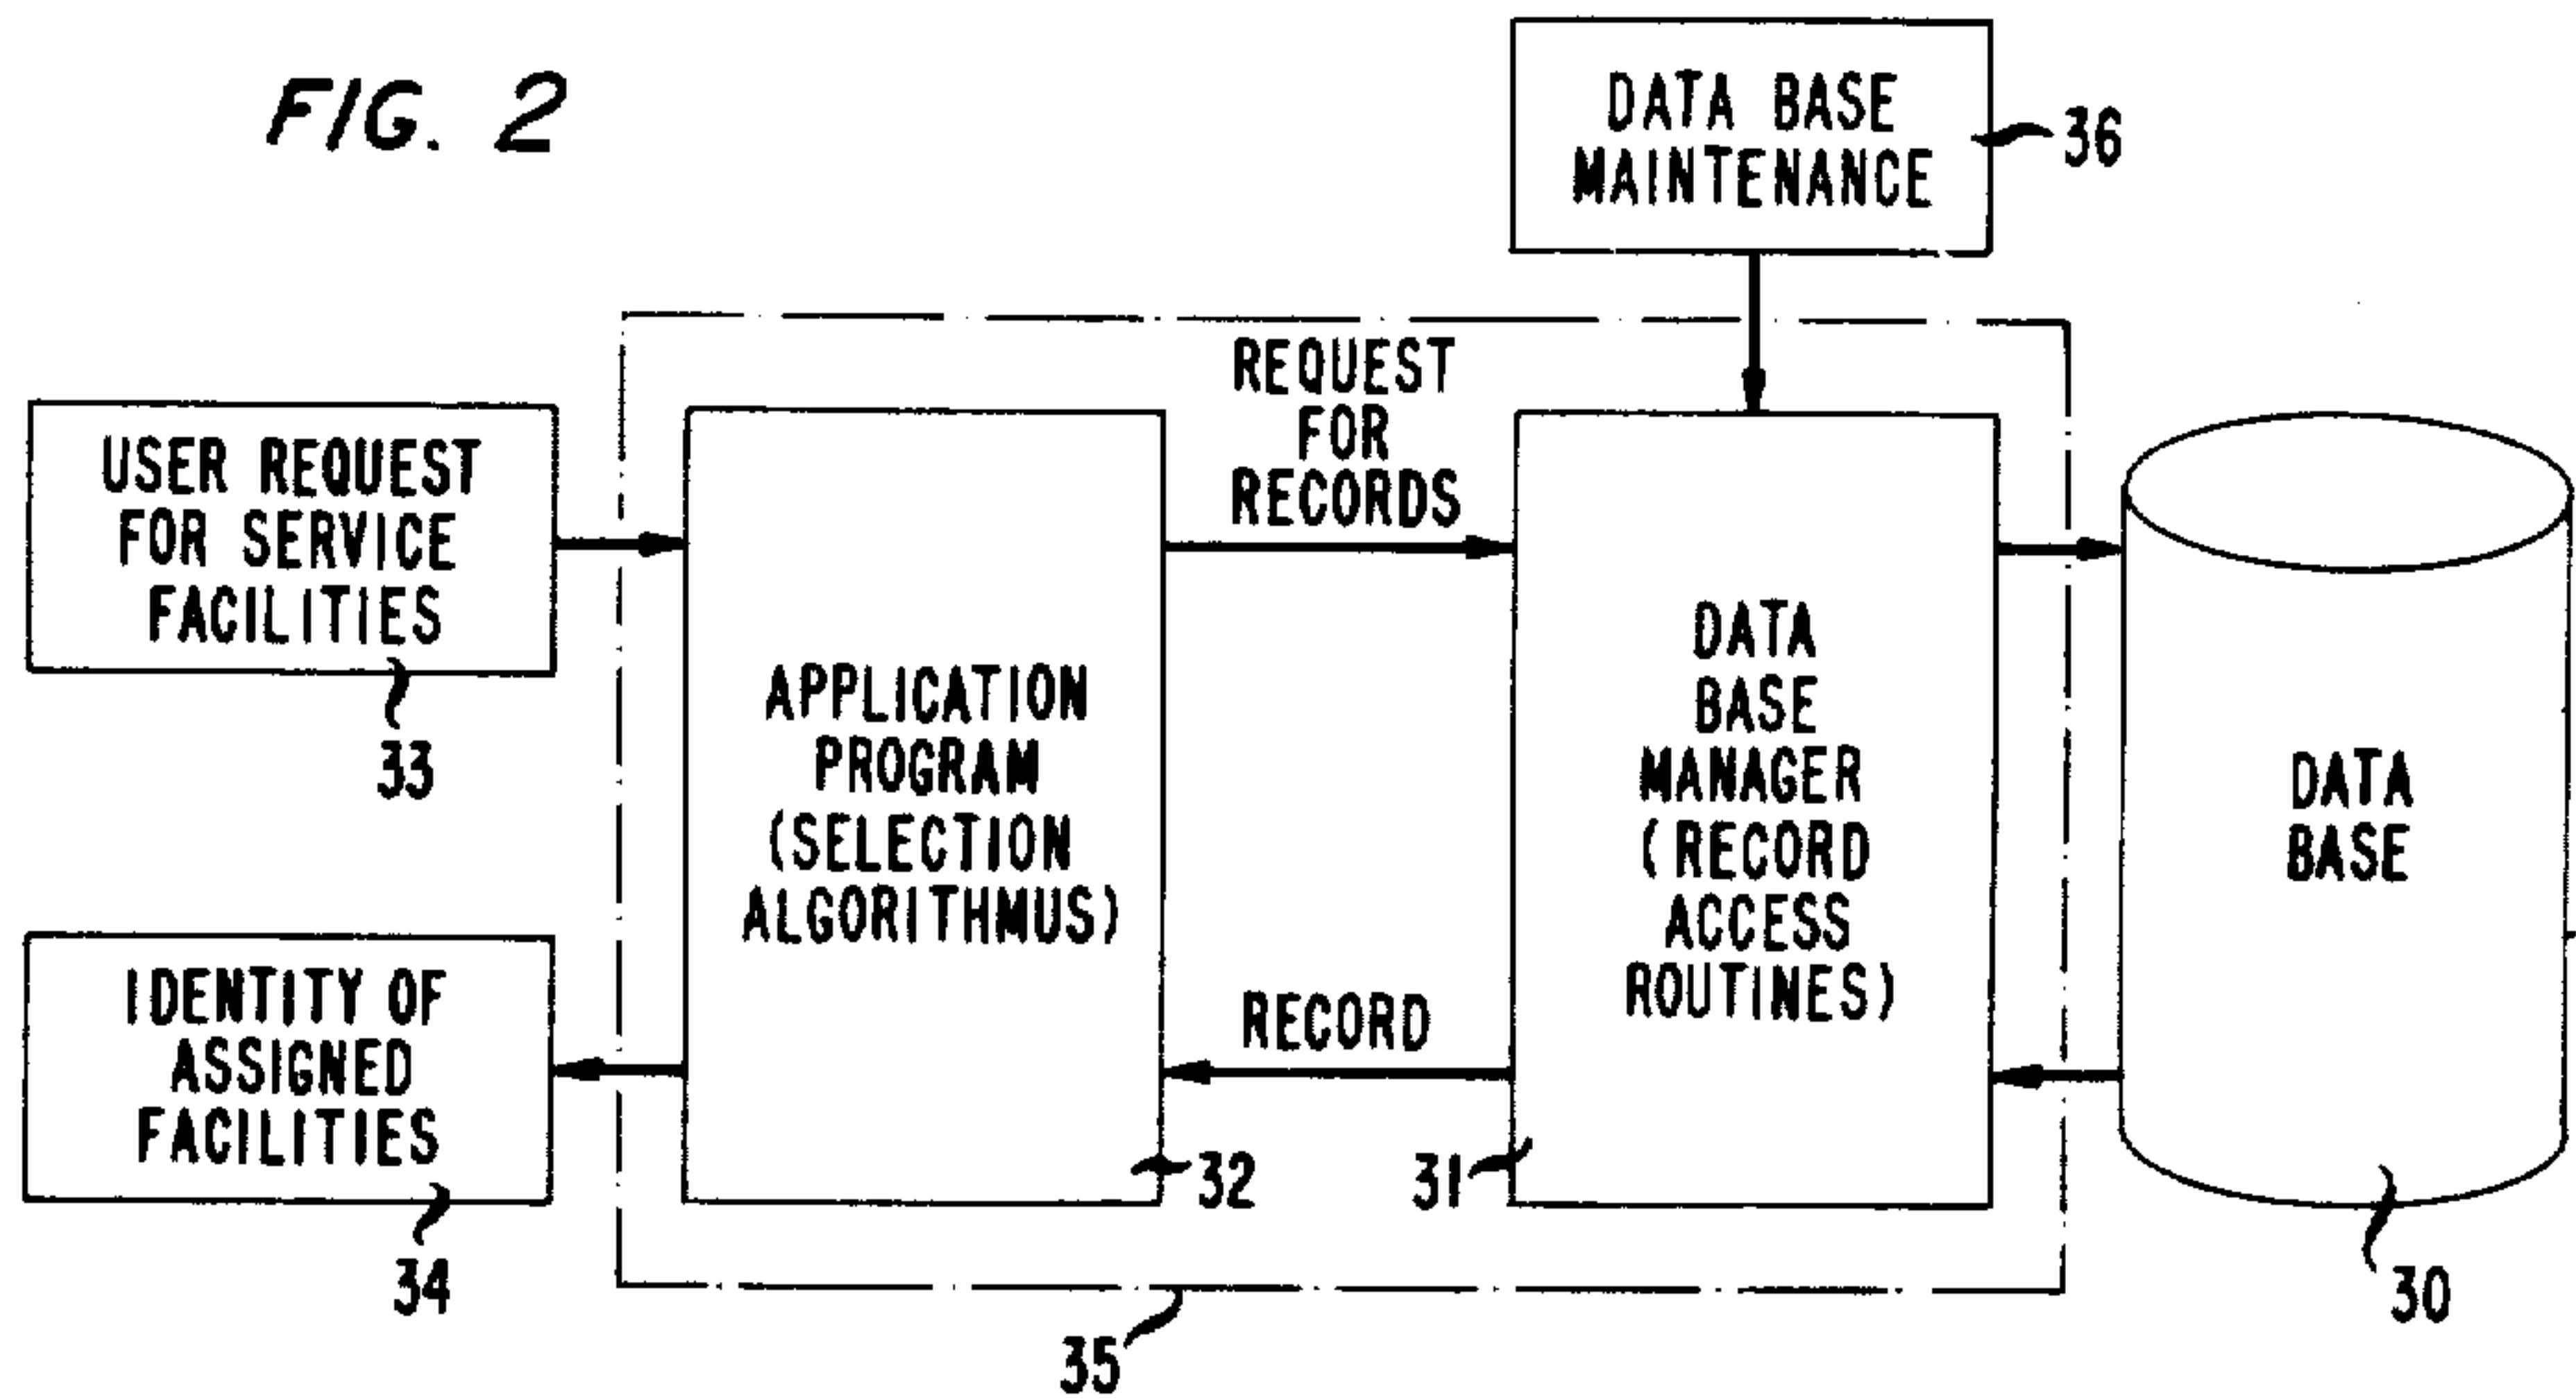 FIG. 2
DATA BASE
MAINTENANCE
36
USER REQUEST
FOR SERVICE
FACILITIES
33
REQUEST
FOR
RECORDS
APPLICATION
PROGRAM
(SELECTION
ALGORITHMUS)
32
DATA
BASE
MANAGER
(RECORD
ACCESS
ROUTINES)
31
DATA
BASE
30
IDENTITY OF
ASSIGNED
FACILITIES
34
RECORD
35